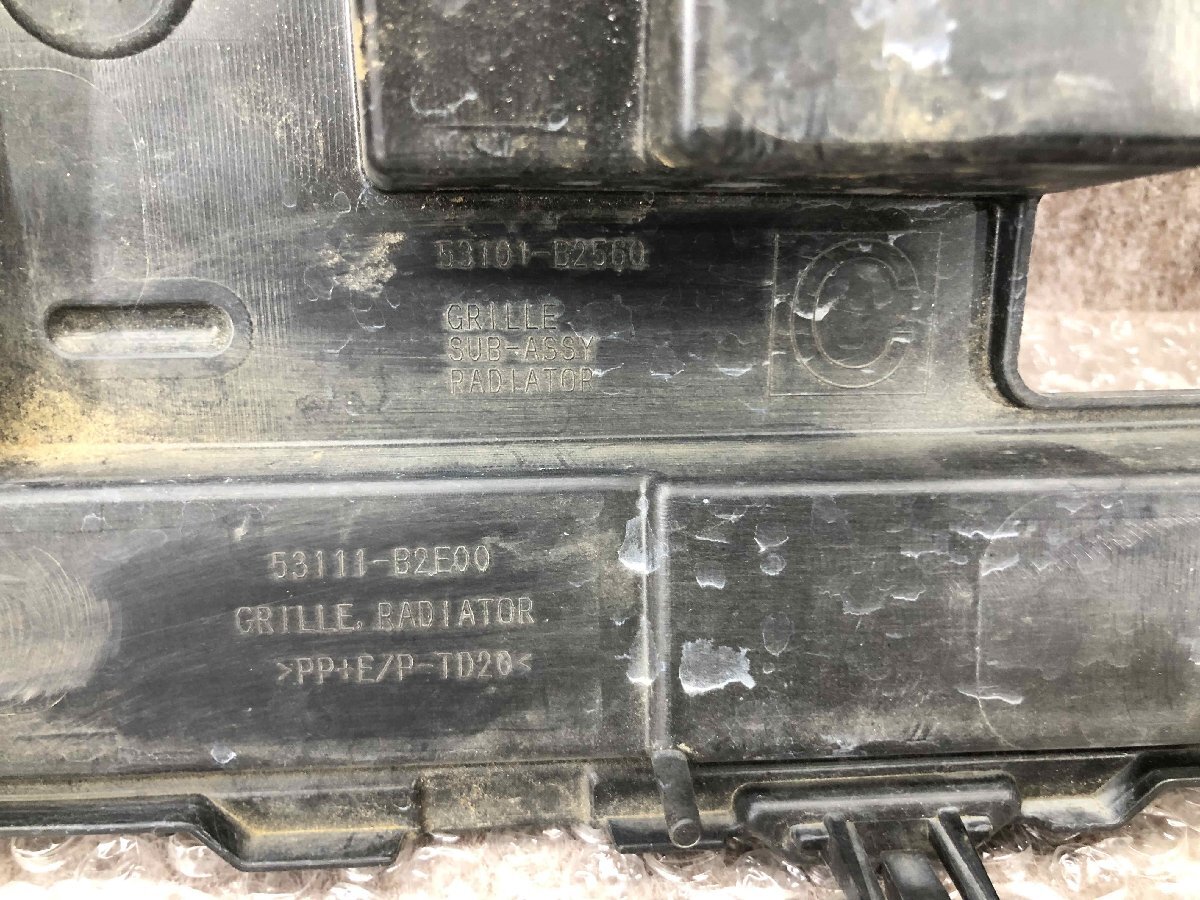 53101-B2560
GRILLE
SUB-ASSY
RADIATOR
53111-B2E00
GRILLE, RADIATOR
>PP+E/P-TD20<